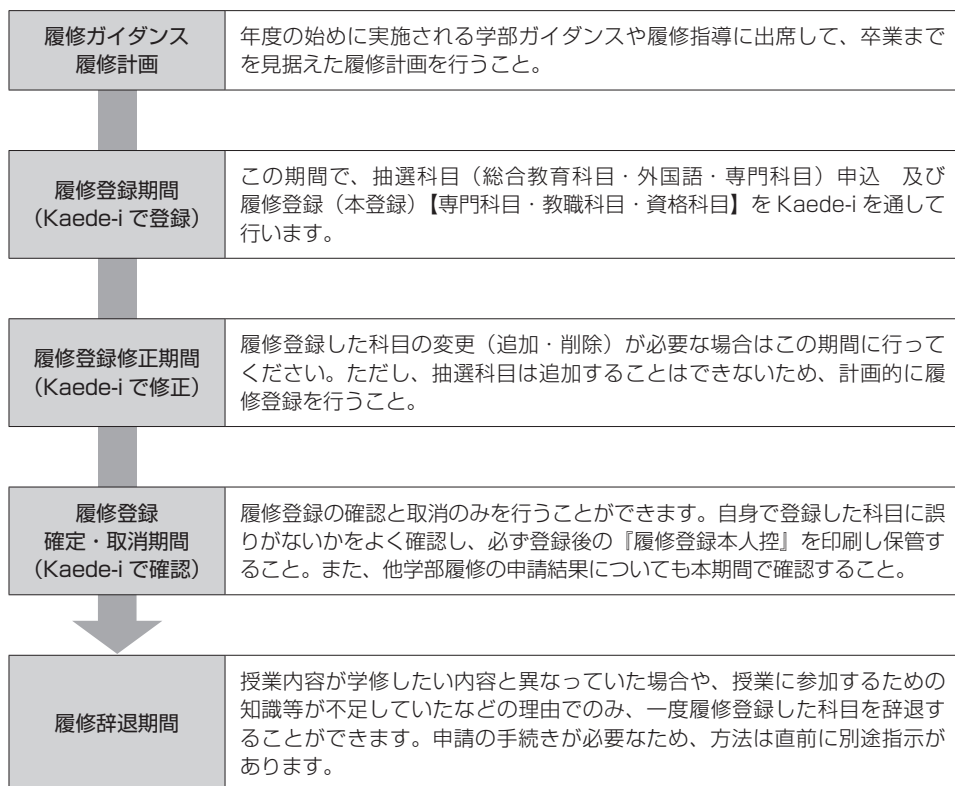 履修ガイダンス
履修計画
年度の始めに実施される学部ガイダンスや履修指導に出席して、卒業まで
を見据えた履修計画を行うこと。
履修登録期間
（Kaede-i で登録）
この期間で、抽選科目（総合教育科目・外国語・専門科目）申込　及び
履修登録（本登録）【専門科目・教職科目・資格科目】を Kaede-i を通して
行います。
履修登録修正期間
（Kaede-i で修正）
履修登録した科目の変更（追加・削除）が必要な場合はこの期間に行って
ください。ただし、抽選科目は追加することはできないため、計画的に履
修登録を行うこと。
履修登録
確定・取消期間
（Kaede-i で確認）
履修登録の確認と取消のみを行うことができます。自身で登録した科目に誤
りがないかをよく確認し、必ず登録後の『履修登録本人控』を印刷し保管す
ること。また、他学部履修の申請結果についても本期間で確認すること。
履修辞退期間
授業内容が学修したい内容と異なっていた場合や、授業に参加するための
知識等が不足していたなどの理由でのみ、一度履修登録した科目を辞退す
ることができます。申請の手続きが必要なため、方法は直前に別途指示が
あります。